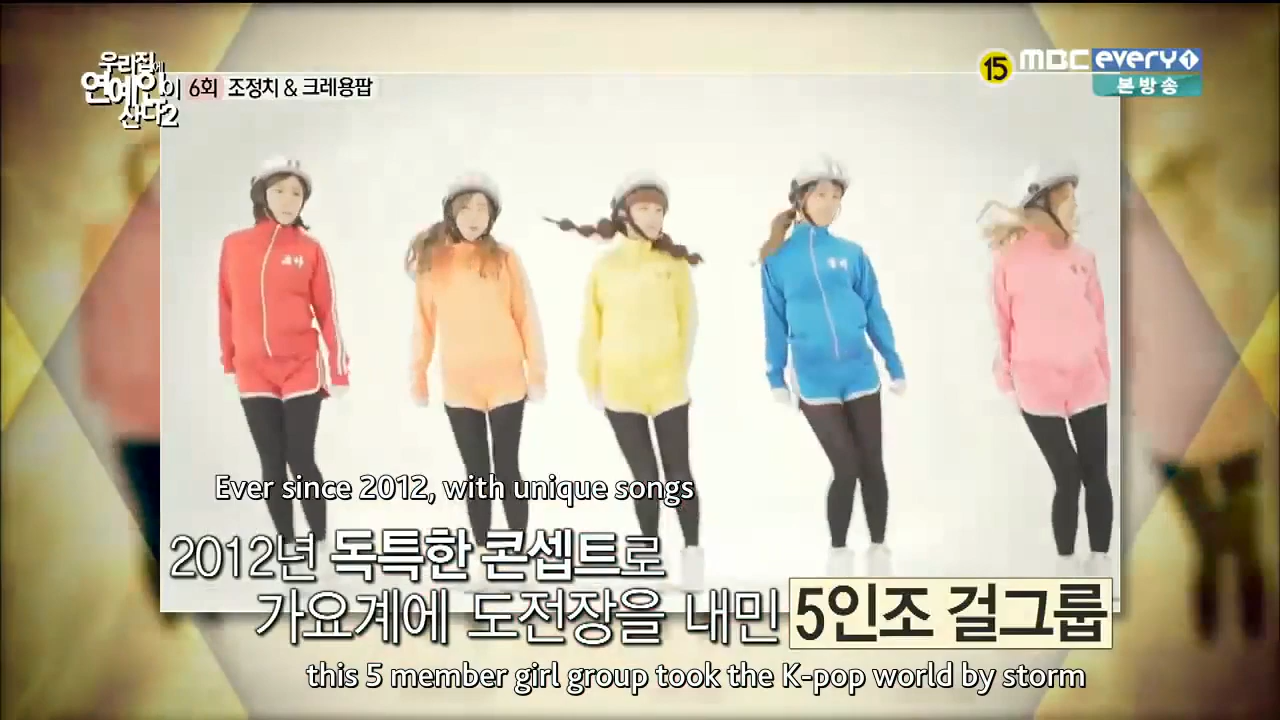 우리집에
연예인이
산다2
6회 조정치 & 크레용팝
15
MBC every1
본방송
Ever since 2012, with unique songs
2012년 독특한 콘셉트로
가요계에 도전장을 내민 5인조 걸그룹
this 5 member girl group took the K-pop world by storm